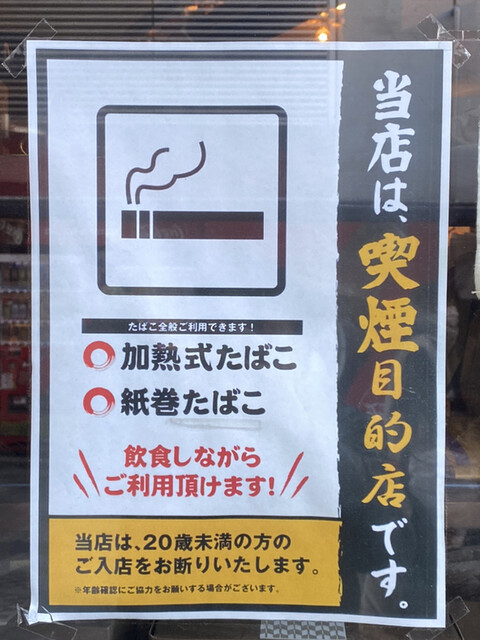 当店は、喫煙目的店です。
たばこ全般ご利用できます!
加熱式たばこ
紙巻たばこ
飲食しながら
ご利用頂けます!
当店は、20歳未満の方の
ご入店をお断りいたします。
※年齢確認にご協力をお願いする場合がございます。